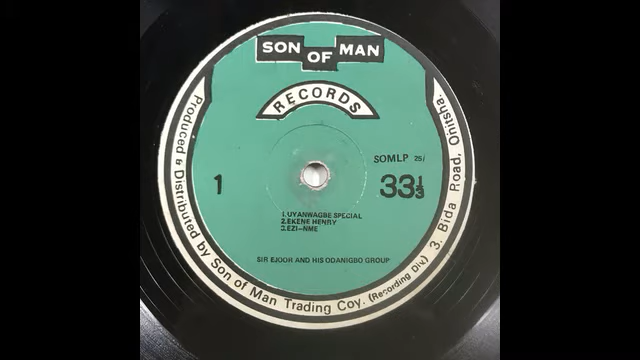 SON OF MAN
RECORDS
SOMLP 25/
1
33⅓
1.UYANWAGBE SPECIAL
2.EKENE HENRY
3.EZI-NME
SIR EJOOR AND HIS ODANIGBO GROUP
Produced & Distributed by Son of Man Trading Coy. (Recording Div.) 3. Bida Road, Onitsha.